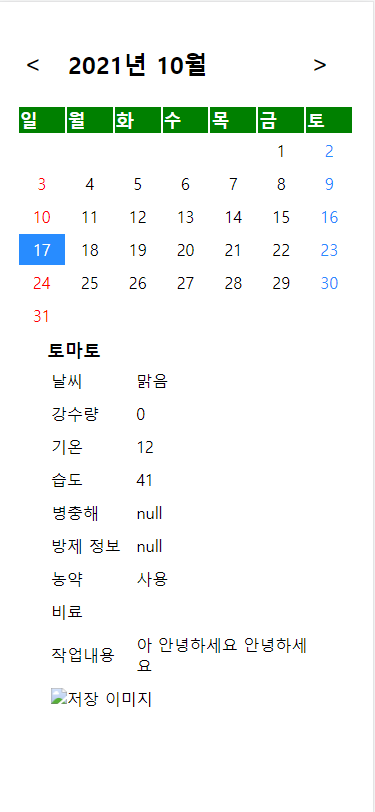 < 2021년 10월 >
일 월 화 수 목 금 토
1 2
3 4 5 6 7 8 9
10 11 12 13 14 15 16
17 18 19 20 21 22 23
24 25 26 27 28 29 30
31
토마토
날씨 맑음
강수량 0
기온 12
습도 41
병충해 null
방제 정보 null
농약 사용
비료
작업내용 아 안녕하세요 안녕하세
요
저장 이미지